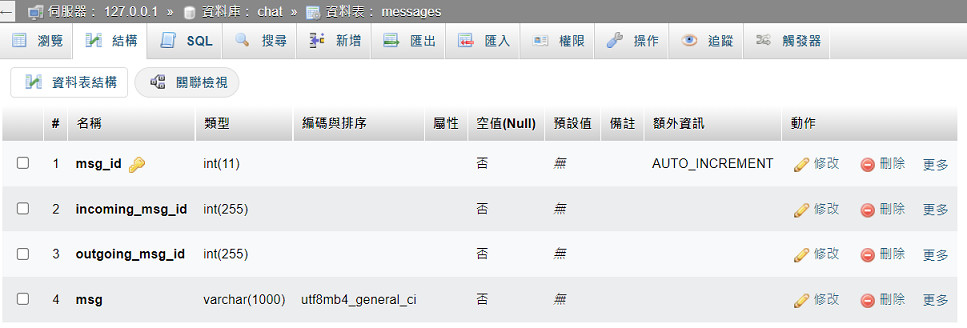 伺服器： 127.0.0.1 » 資料庫： chat » 資料表： messages
瀏覽 結構 SQL 搜尋 新增 匯出 匯入 權限 操作 追蹤 觸發器
資料表結構 關聯檢視
# 名稱 類型 編碼與排序 屬性 空值(Null) 預設值 備註 額外資訊 動作
1 msg_id int(11) 否 無 AUTO_INCREMENT 修改 刪除 更多
2 incoming_msg_id int(255) 否 無 修改 刪除 更多
3 outgoing_msg_id int(255) 否 無 修改 刪除 更多
4 msg varchar(1000) utf8mb4_general_ci 否 無 修改 刪除 更多